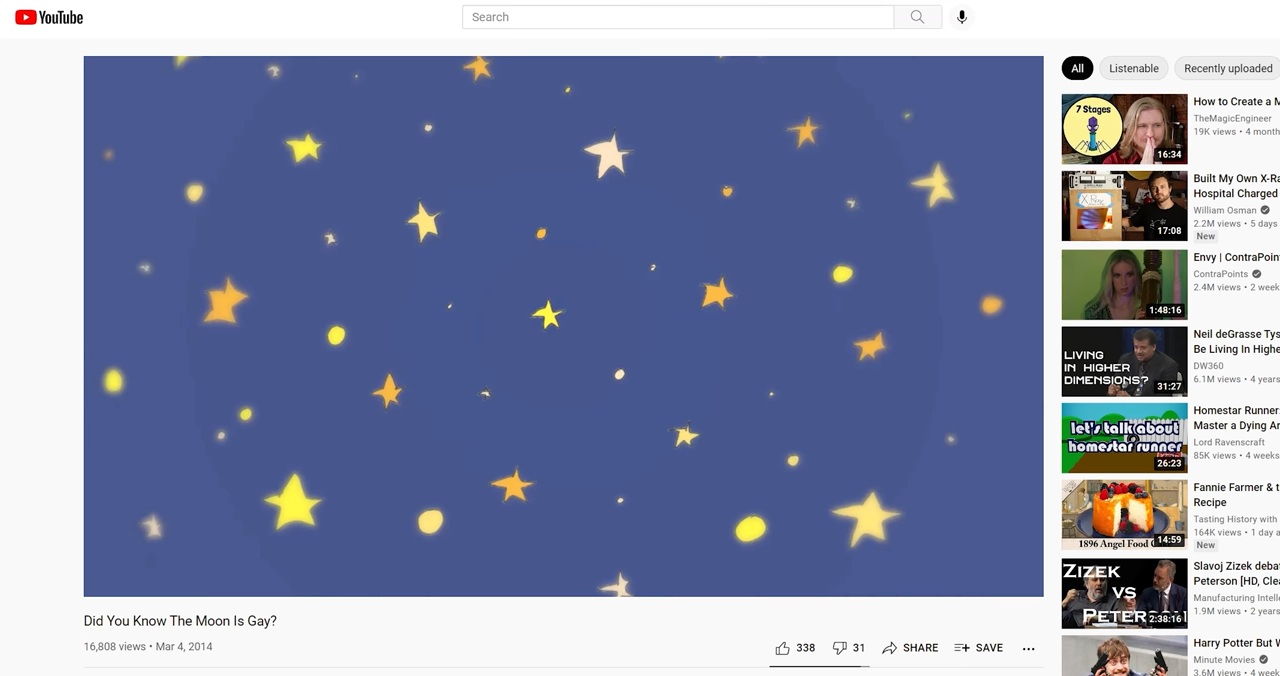 YouTube
Search
All
Listenable
Recently uploaded
7 Stages
16:34
How to Create a M
TheMagicEngineer
19K views • 4 month
17:08
Built My Own X-Ra
Hospital Charged
William Osman
2.2M views • 5 days
New
1:48:16
Envy | ContraPoin
ContraPoints
2.4M views • 2 week
LIVING
IN HIGHER
DIMENSIONS?
31:27
Neil deGrasse Tys
Be Living In Highe
DW360
6.1M views • 4 years
let's talk about
homestar runner
26:23
Homestar Runner:
Master a Dying Ar
Lord Ravenscraft
85K views • 4 weeks
1896 Angel Food
14:59
Fannie Farmer & t
Recipe
Tasting History with
164K views • 1 day a
New
ZIZEK
VS
PETERSON
2:38:16
Slavoj Zizek debat
Peterson [HD, Clea
Manufacturing Intelle
1.9M views • 2 years
Harry Potter But W
Minute Movies
3.6M views • 4 week
Did You Know The Moon Is Gay?
16,808 views • Mar 4, 2014
338
31
SHARE
SAVE